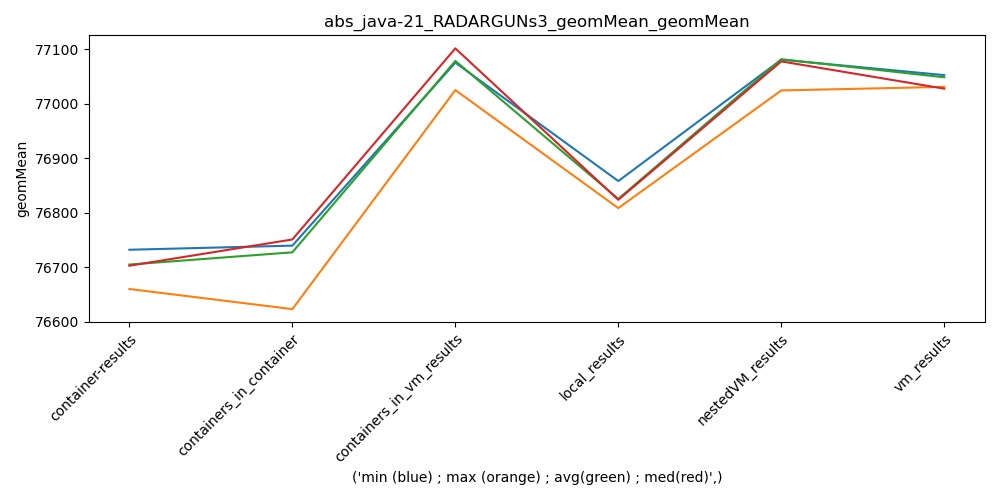 abs_java-21_RADARGUNs3_geomMean_geomMean
77100
77000
76900
76800
76700
76600
geomMean
container-results
containers_in_container
containers_in_vm_results
local_results
nestedVM_results
vm_results
('min (blue) ; max (orange) ; avg(green) ; med(red)',)